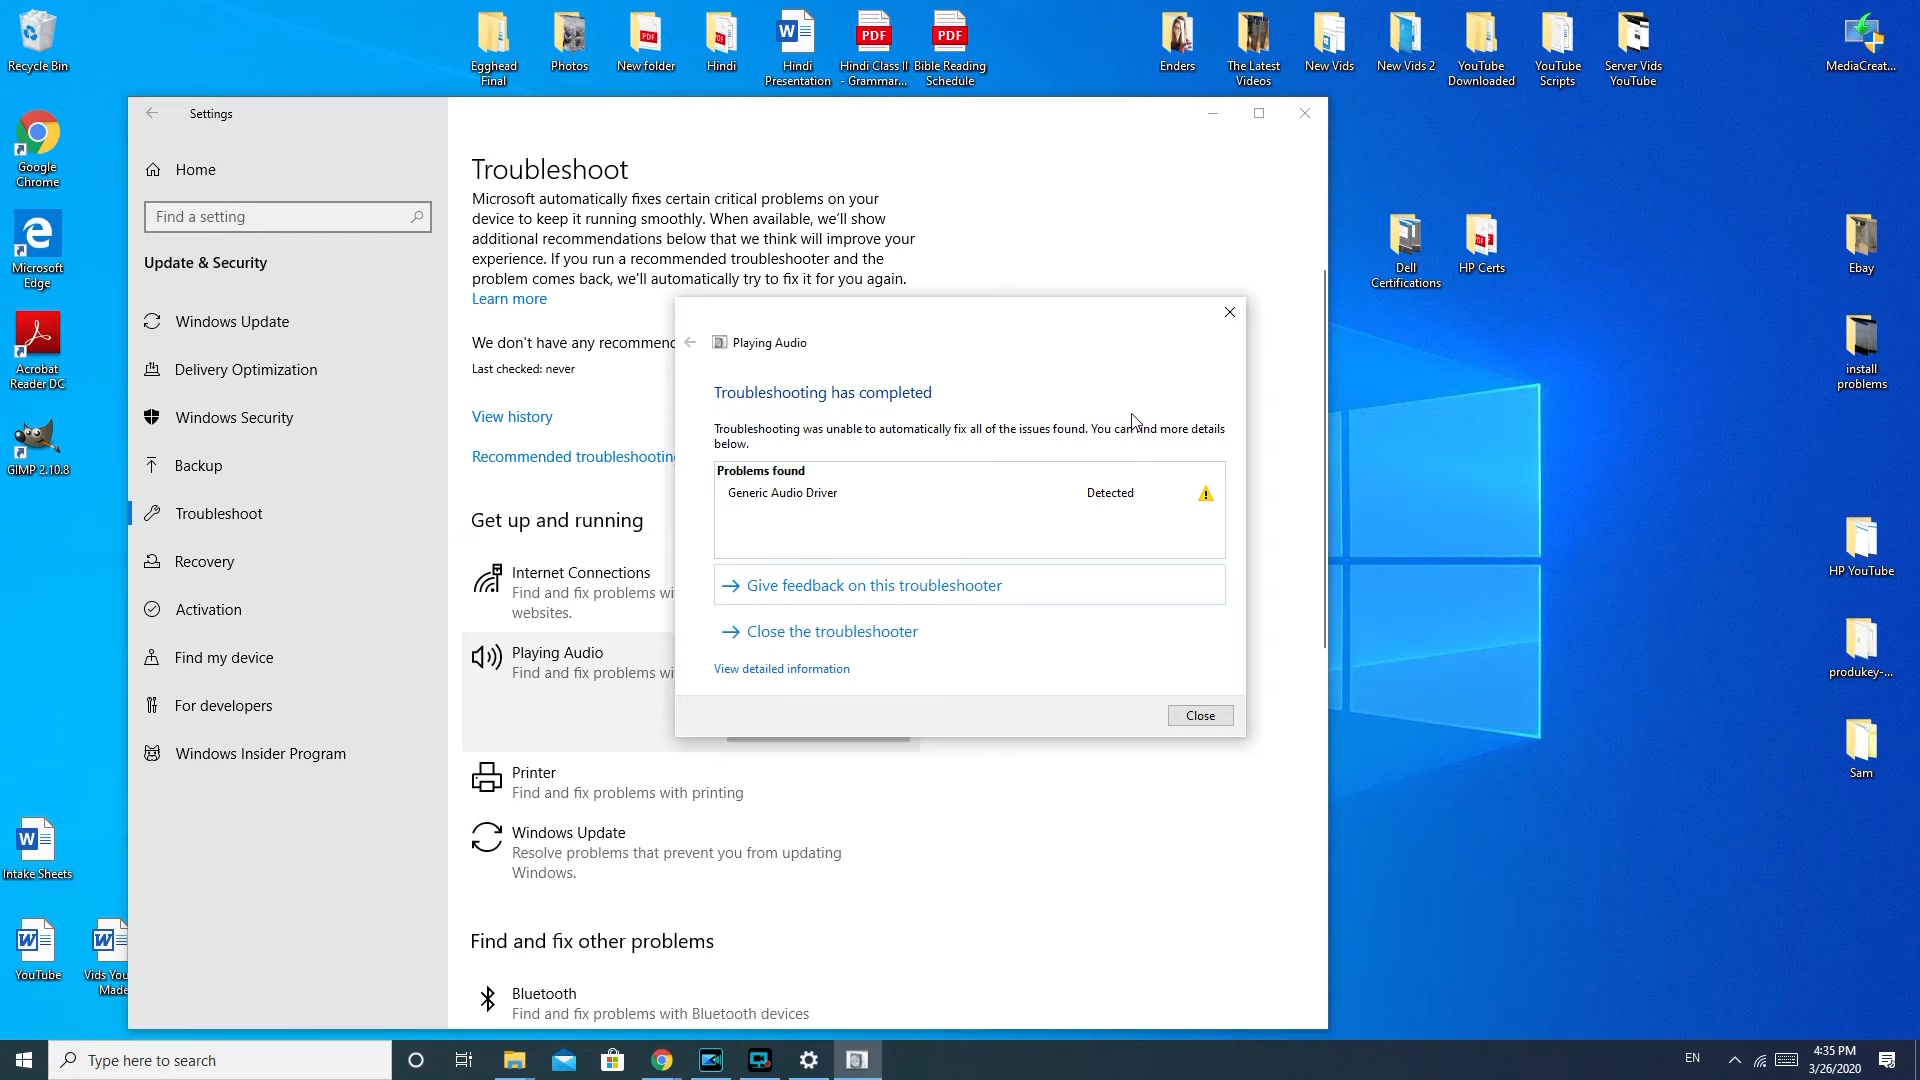 Recycle Bin
Egghead
Final
Photos
New folder
Hindi
Hindi
Presentation
Hindi Class II
- Grammar...
Bible Reading
Schedule
Enders
The Latest
Videos
New Vids
New Vids 2
YouTube
Downloaded
YouTube
Scripts
Server Vids
YouTube
MediaCreat...
Google
Chrome
Microsoft
Edge
Acrobat
Reader DC
GIMP 2.10.8
Intake Sheets
YouTube
Vids You
Made
Dell
Certifications
HP Certs
Ebay
install
problems
HP YouTube
produkey-...
Sam
Settings
Home
Find a setting
Update & Security
Windows Update
Delivery Optimization
Windows Security
Backup
Troubleshoot
Recovery
Activation
Find my device
For developers
Windows Insider Program
Troubleshoot
Microsoft automatically fixes certain critical problems on your
device to keep it running smoothly. When available, we'll show
additional recommendations below that we think will improve your
experience. If you run a recommended troubleshooter and the
problem comes back, we'll automatically try to fix it for you again.
Learn more
We don't have any recommend
Last checked: never
View history
Recommended troubleshooting
Get up and running
Internet Connections
Find and fix problems wi
websites.
Playing Audio
Find and fix problems wi
Printer
Find and fix problems with printing
Windows Update
Resolve problems that prevent you from updating
Windows.
Find and fix other problems
Bluetooth
Find and fix problems with Bluetooth devices
Playing Audio
Troubleshooting has completed
Troubleshooting was unable to automatically fix all of the issues found. You can find more details
below.
Problems found
Generic Audio Driver Detected
Give feedback on this troubleshooter
Close the troubleshooter
View detailed information
Close
Type here to search
EN
4:35 PM
3/26/2020